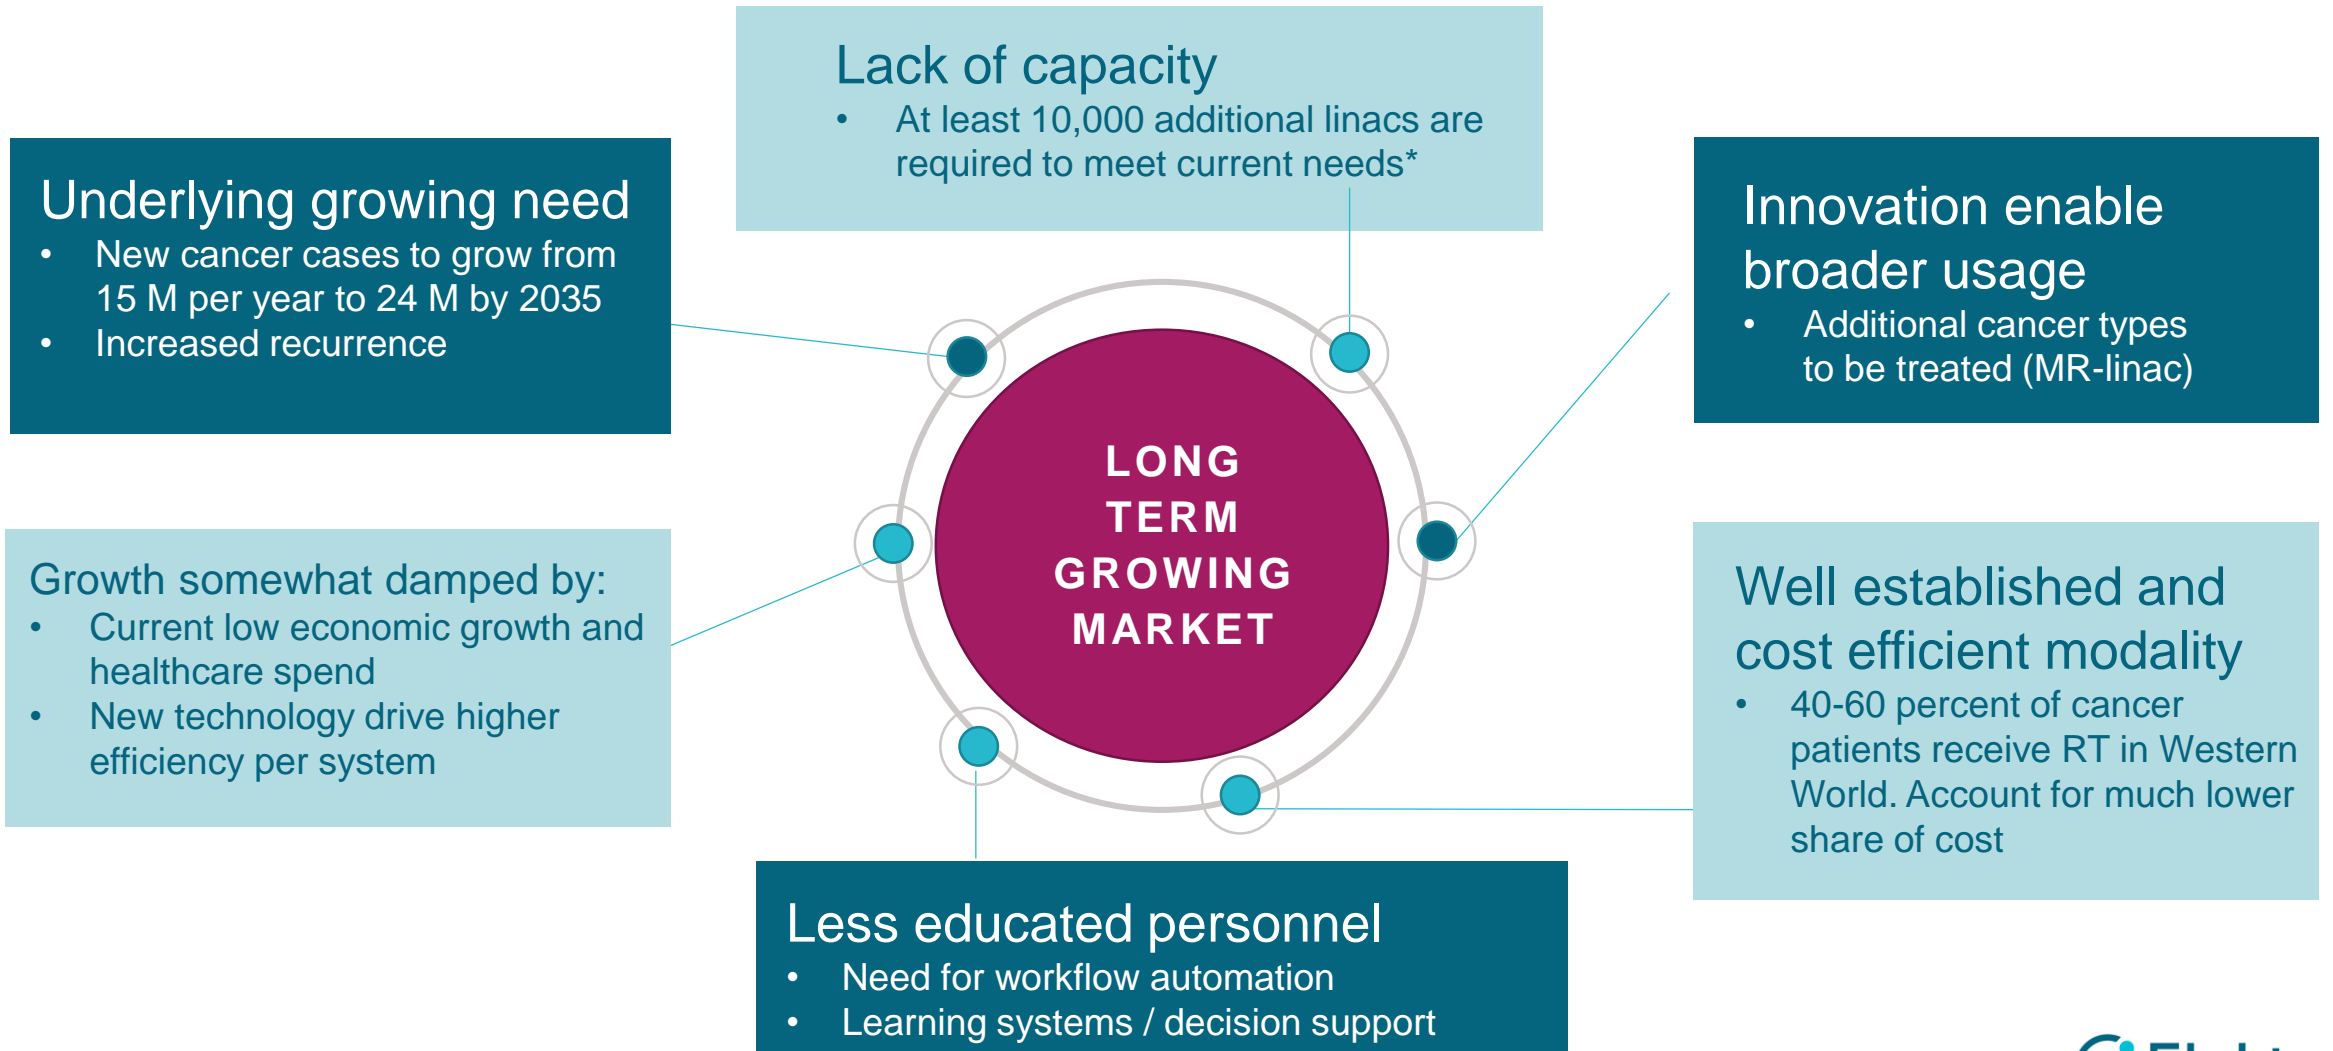 Lack of capacity
• At least 10,000 additional linacs are
required to meet current needs*
Underlying growing need
• New cancer cases to grow from
15 M per year to 24 M by 2035
• Increased recurrence
Innovation enable
broader usage
• Additional cancer types
to be treated (MR-linac)
LONG
TERM
GROWING
MARKET
Growth somewhat damped by:
• Current low economic growth and
healthcare spend
• New technology drive higher
efficiency per system
Well established and
cost efficient modality
• 40-60 percent of cancer
patients receive RT in Western
World. Account for much lower
share of cost
Less educated personnel
• Need for workflow automation
• Learning systems / decision support